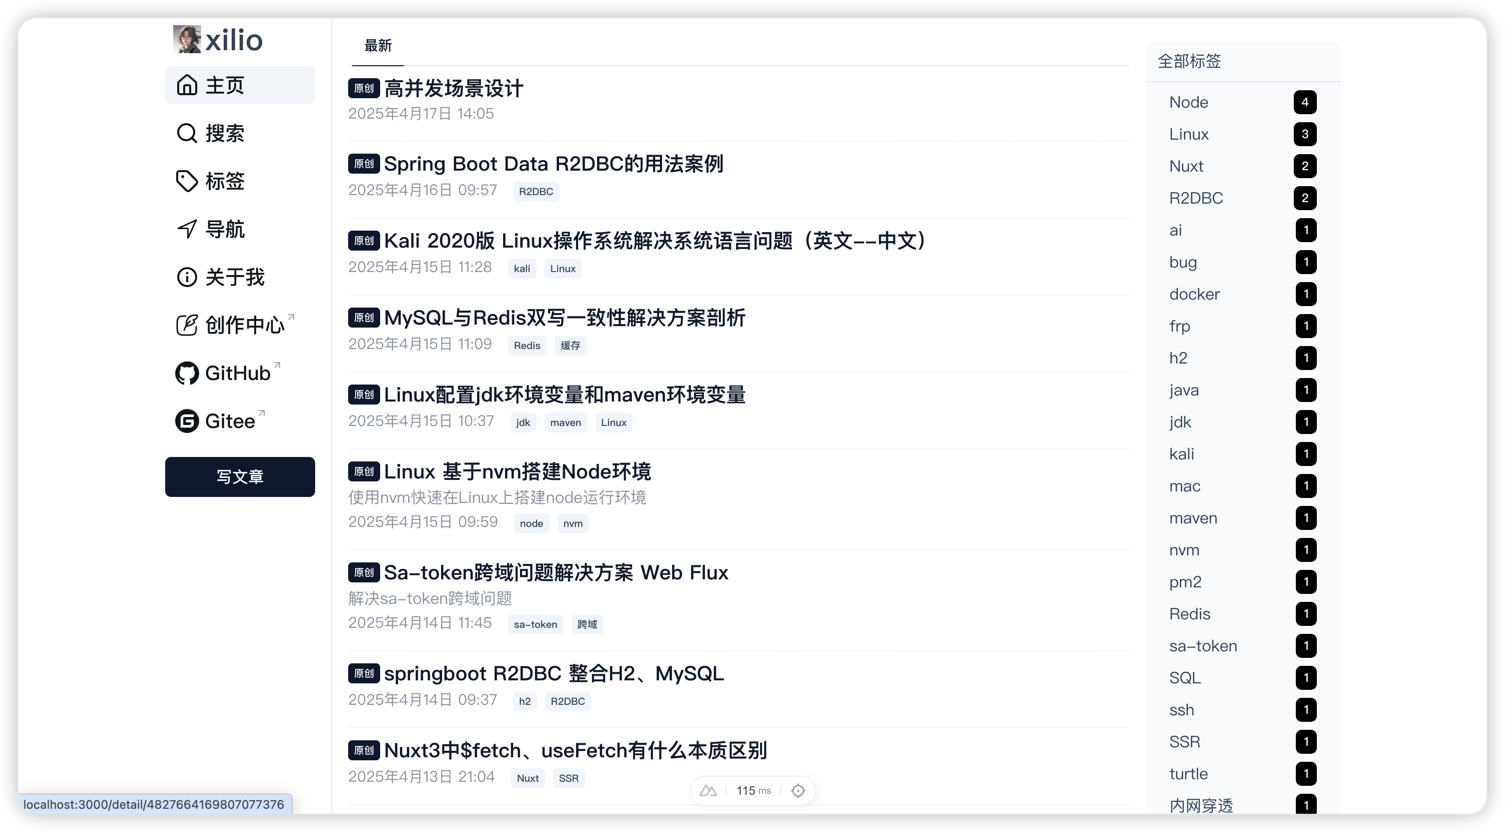 xilio
主页
搜索
标签
导航
关于我
创作中心
GitHub
Gitee
写文章
最新
原创 高并发场景设计
2025年4月17日 14:05
原创 Spring Boot Data R2DBC的用法案例
2025年4月16日 09:57 R2DBC
原创 Kali 2020版 Linux操作系统解决系统语言问题（英文--中文）
2025年4月15日 11:28 kali Linux
原创 MySQL与Redis双写一致性解决方案剖析
2025年4月15日 11:09 Redis 缓存
原创 Linux配置jdk环境变量和maven环境变量
2025年4月15日 10:37 jdk maven Linux
原创 Linux 基于nvm搭建Node环境
使用nvm快速在Linux上搭建node运行环境
2025年4月15日 09:59 node nvm
原创 Sa-token跨域问题解决方案 Web Flux
解决sa-token跨域问题
2025年4月14日 11:45 sa-token 跨域
原创 springboot R2DBC 整合H2、MySQL
2025年4月14日 09:37 h2 R2DBC
原创 Nuxt3中$fetch、useFetch有什么本质区别
2025年4月13日 21:04 Nuxt SSR
115 ms
全部标签
Node 4
Linux 3
Nuxt 2
R2DBC 2
ai 1
bug 1
docker 1
frp 1
h2 1
java 1
jdk 1
kali 1
mac 1
maven 1
nvm 1
pm2 1
Redis 1
sa-token 1
SQL 1
ssh 1
SSR 1
turtle 1
内网穿透 1
localhost:3000/detail/4827664169807077376